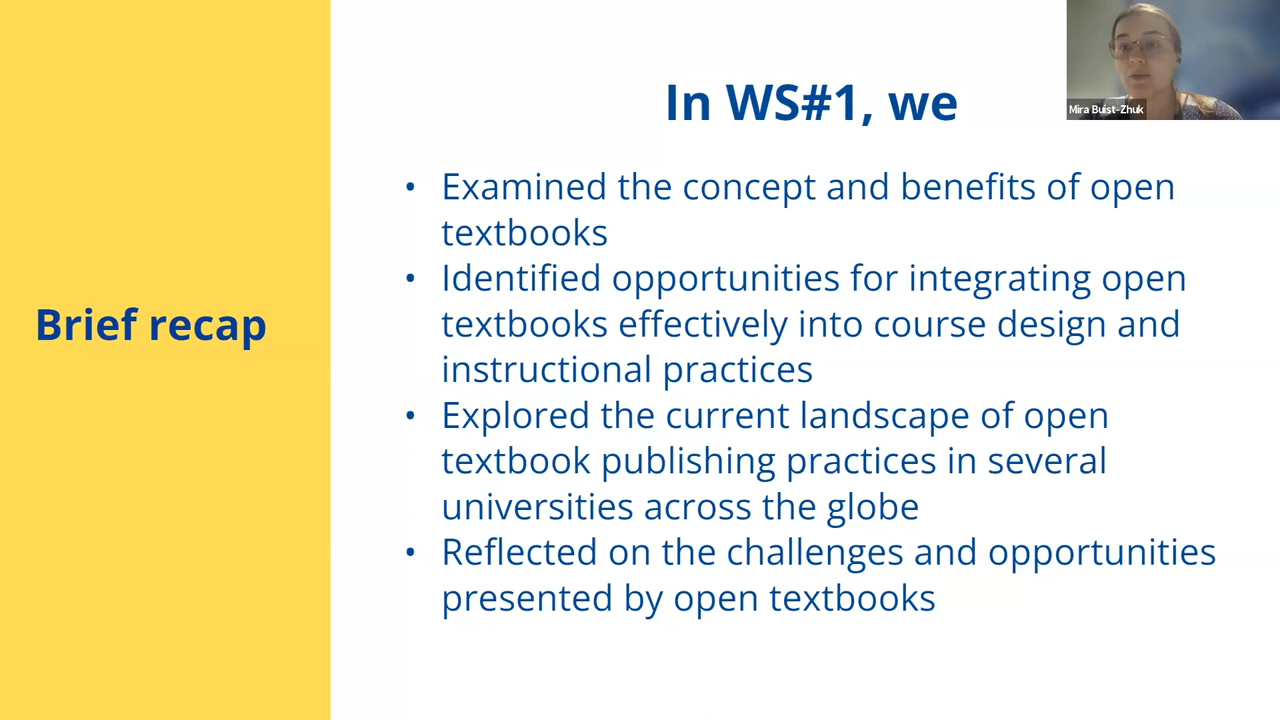 In WS#1, we
Mira Buist-Zhuk
Brief recap
• Examined the concept and benefits of open
textbooks
• Identified opportunities for integrating open
textbooks effectively into course design and
instructional practices
• Explored the current landscape of open
textbook publishing practices in several
universities across the globe
• Reflected on the challenges and opportunities
presented by open textbooks